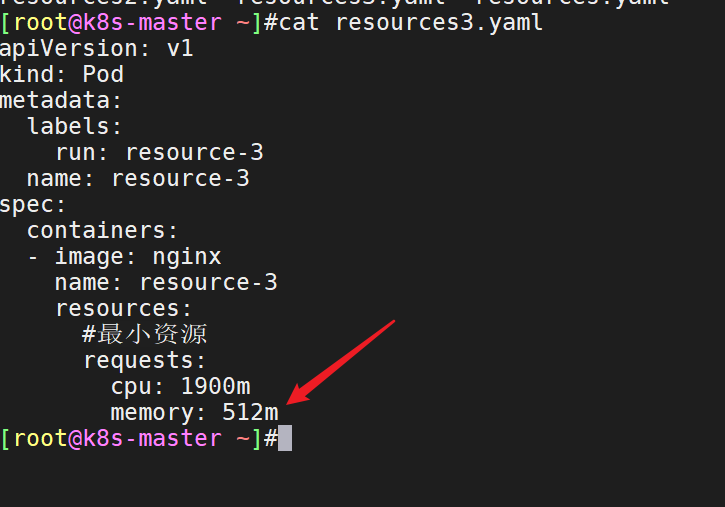 [root@k8s-master ~]#cat resources3.yaml
apiVersion: v1
kind: Pod
metadata:
  labels:
    run: resource-3
  name: resource-3
spec:
  containers:
  - image: nginx
    name: resource-3
    resources:
      #最小资源
      requests:
        cpu: 1900m
        memory: 512m
[root@k8s-master ~]#